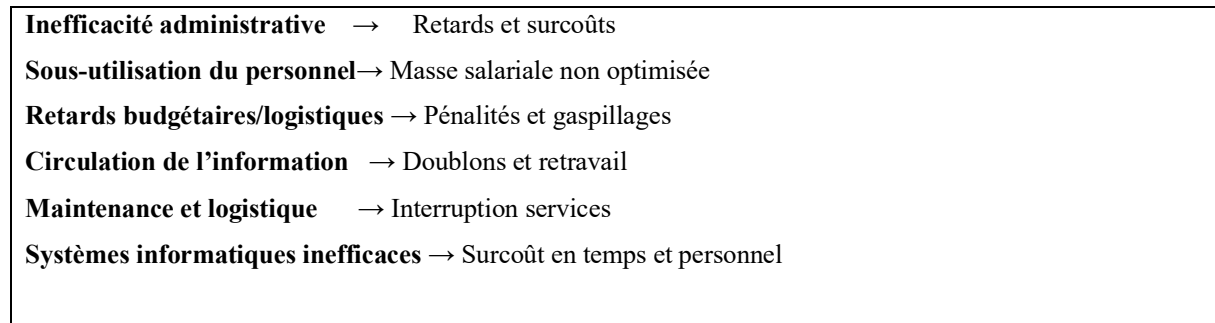 Inefficacité administrative → Retards et surcoûts
Sous-utilisation du personnel→ Masse salariale non optimisée
Retards budgétaires/logistiques → Pénalités et gaspillages
Circulation de l’information → Doublons et retravail
Maintenance et logistique → Interruption services
Systèmes informatiques inefficaces → Surcoût en temps et personnel